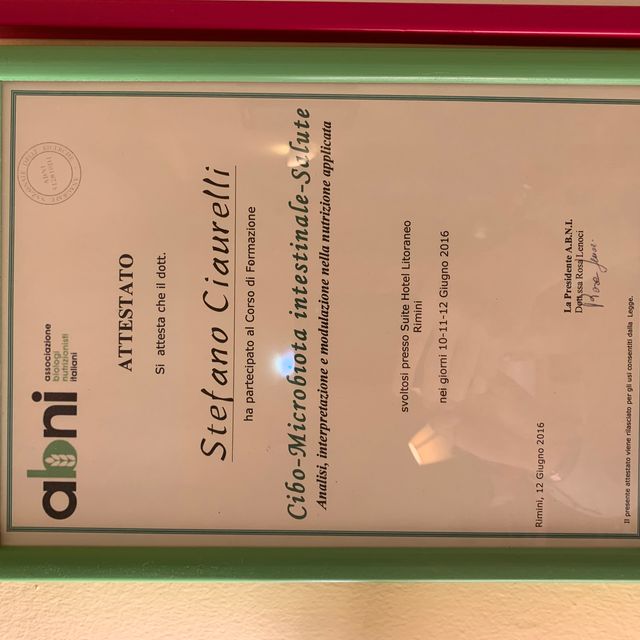 abni
associazione
biologi
nutrizionisti
italiani
ATTESTATO
Si attesta che il dott.
Stefano Ciaurelli
ha partecipato al Corso di Formazione
Cibo-Microbiota intestinale-Salute
Analisi, interpretazione e modulazione nella nutrizione applicata
svoltosi presso Suite Hotel Litoraneo
Rimini
nei giorni 10-11-12 Giugno 2016
La Presidente A.B.N.I.
Dott.ssa Rosa Lenoci
Rimini, 12 Giugno 2016
Il presente attestato viene rilasciato per gli usi consentiti dalla Legge.